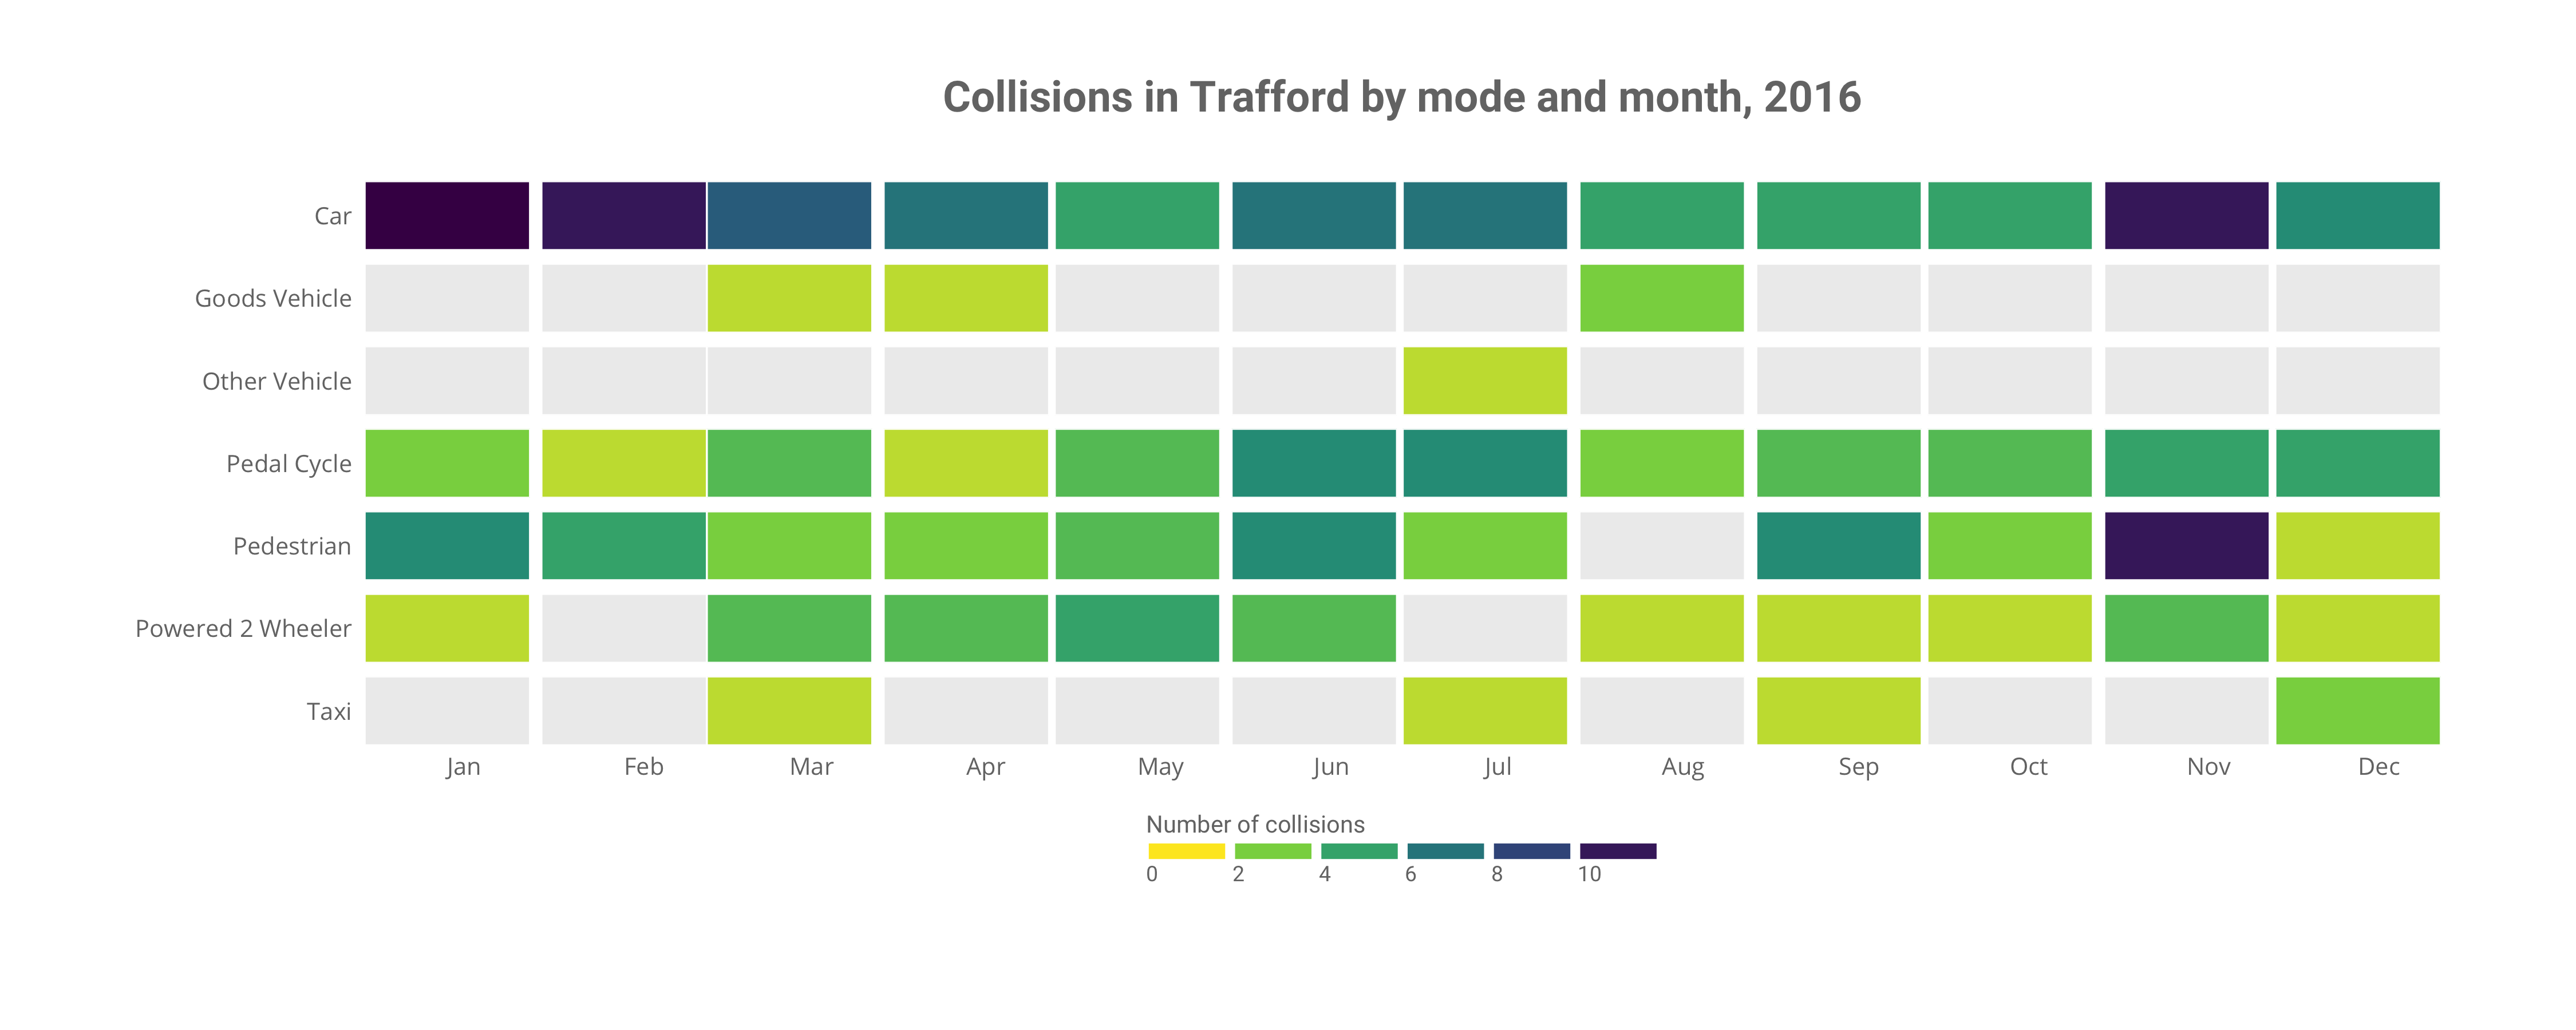 Collisions in Trafford by mode and month, 2016
Car
Goods Vehicle
Other Vehicle
Pedal Cycle
Pedestrian
Powered 2 Wheeler
Taxi
Jan Feb Mar Apr May Jun Jul Aug Sep Oct Nov Dec
Number of collisions
0 2 4 6 8 10